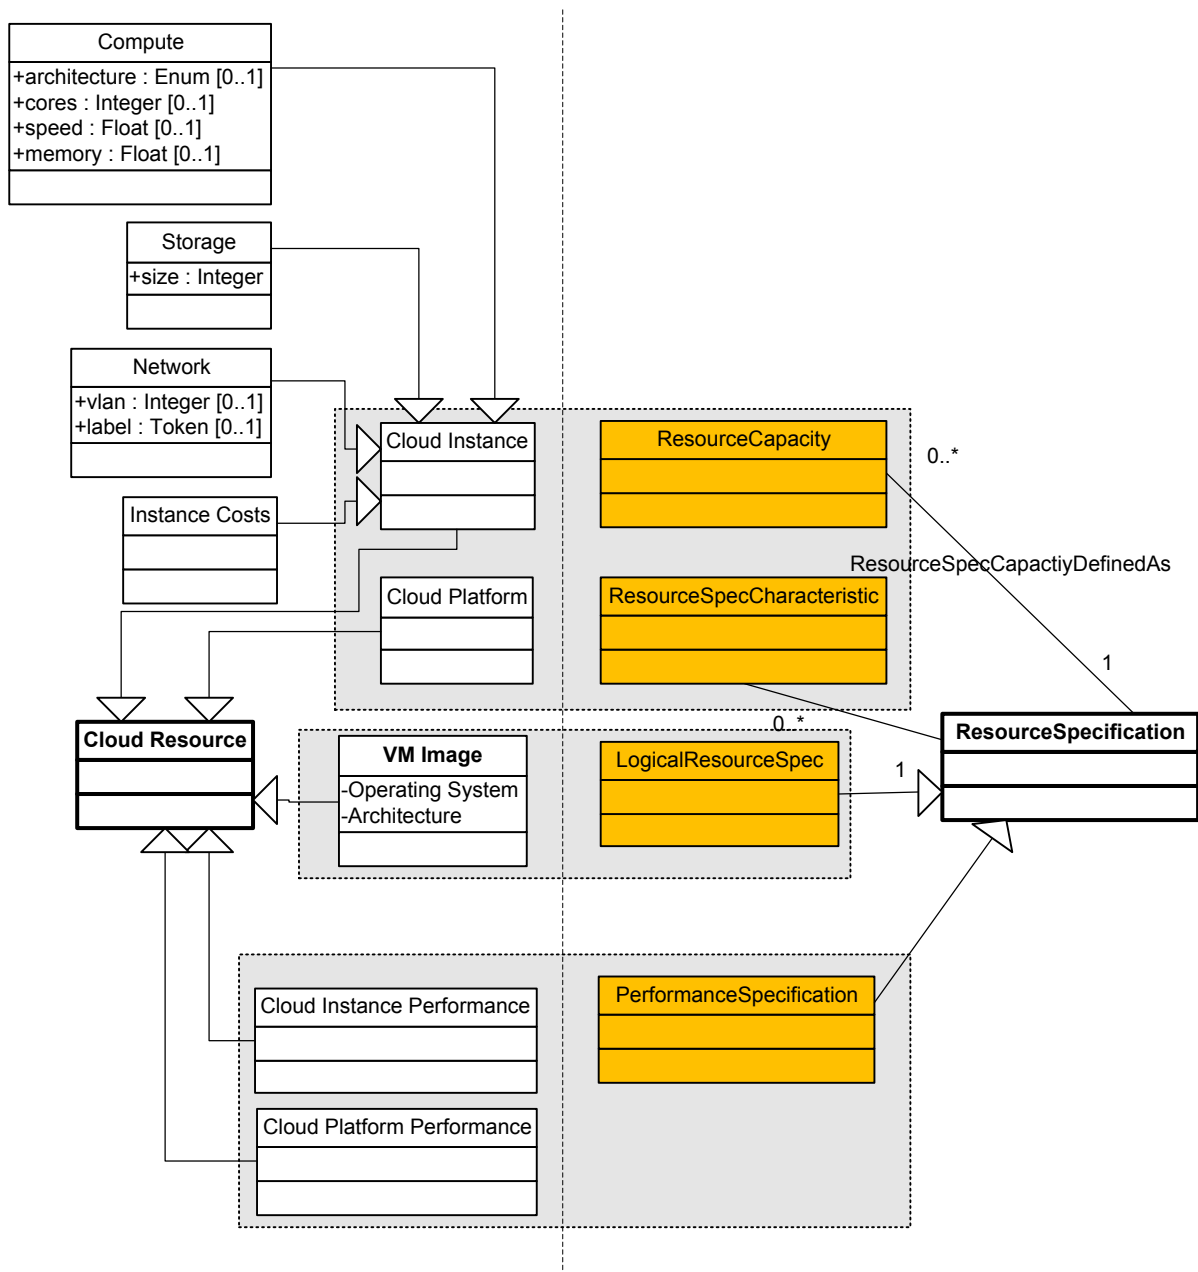 Compute
+architecture : Enum [0..1]
+cores : Integer [0..1]
+speed : Float [0..1]
+memory : Float [0..1]
Storage
+size : Integer
Network
+vlan : Integer [0..1]
+label : Token [0..1]
Instance Costs
Cloud Instance
Cloud Platform
ResourceCapacity
0..*
ResourceSpecCapactiyDefinedAs
ResourceSpecCharacteristic
1
0..*
Cloud Resource
VM Image
-Operating System
-Architecture
LogicalResourceSpec
1
ResourceSpecification
Cloud Instance Performance
PerformanceSpecification
Cloud Platform Performance